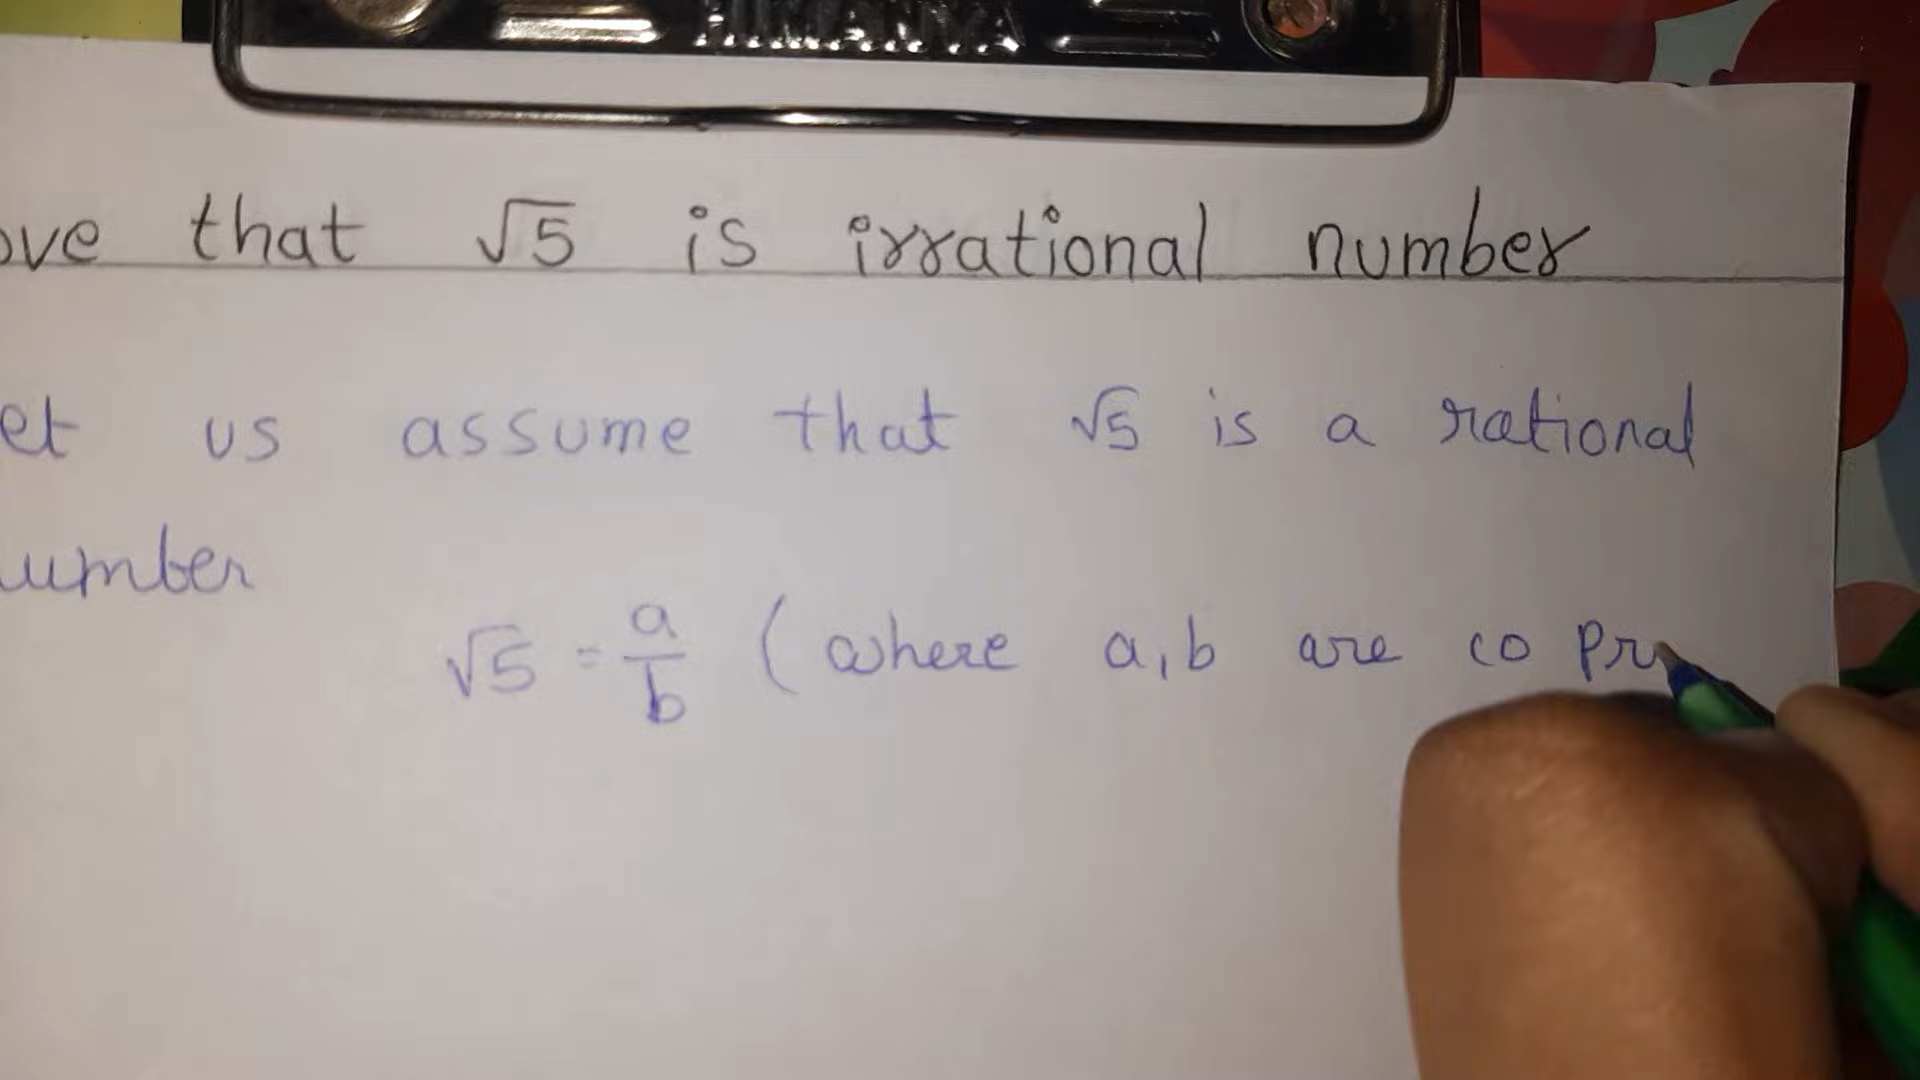 ove that √5 is irrational number
et us assume that √5 is a rational
umber
√5 = a/b (where a,b are co pr